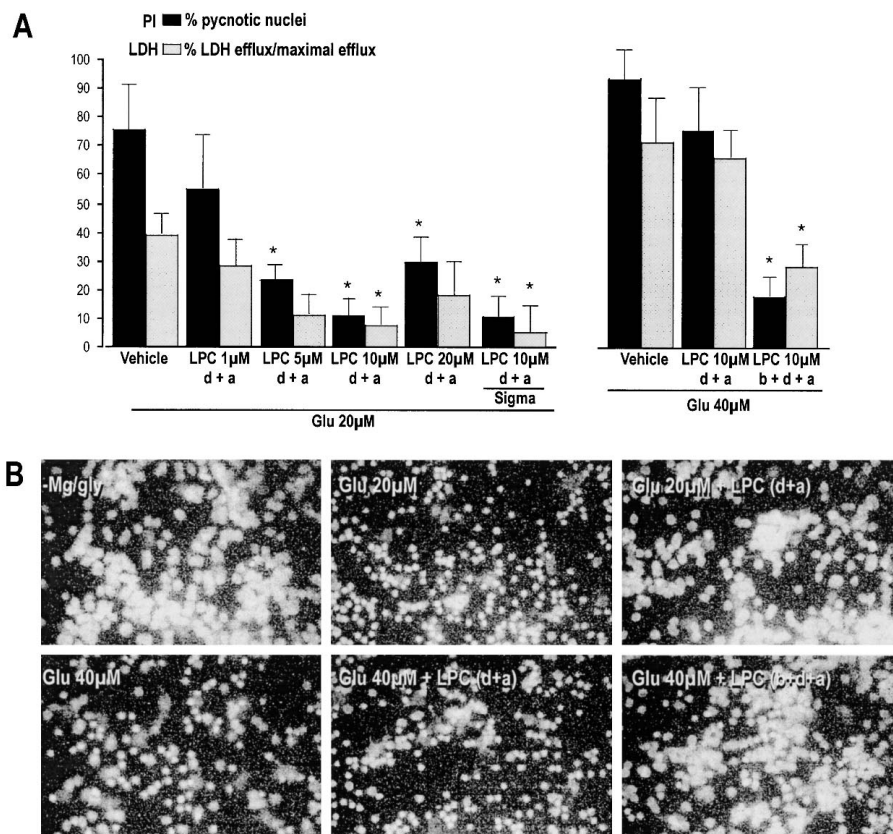 A
PI % pycnotic nuclei
LDH % LDH efflux/maximal efflux
100
90
80
70
60
50
40
30
20
10
0
* * * * * * * *
Vehicle LPC 1µM LPC 5µM LPC 10µM LPC 20µM LPC 10µM Vehicle LPC 10µM LPC 10µM
d + a d + a d + a d + a d + a d + a b + d + a
Sigma
Glu 20µM Glu 40µM
B
-Mg/gly Glu 20µM Glu 20µM + LPC (d+a)
Glu 40µM Glu 40µM + LPC (d+a) Glu 40µM + LPC (b+d+a)